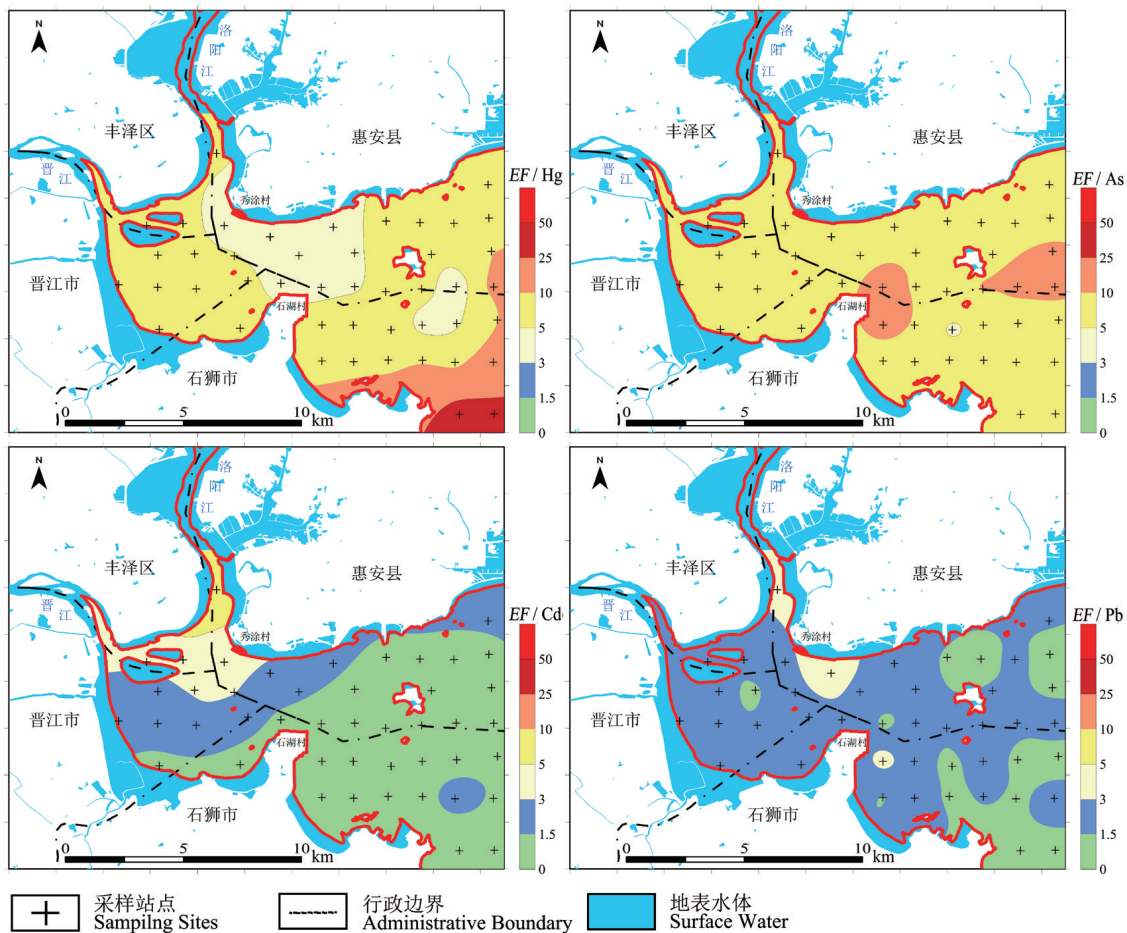 N
洛阳江
丰泽区
惠安县
晋江
秀涂村
晋江市
石湖村
石狮市
0 5 10 km
EF / Hg
50
25
10
5
3
1.5
0
N
洛阳江
丰泽区
惠安县
晋江
秀涂村
晋江市
石湖村
石狮市
0 5 10 km
EF / As
50
25
10
5
3
1.5
0
N
洛阳江
丰泽区
惠安县
晋江
秀涂村
晋江市
石湖村
石狮市
0 5 10 km
EF / Cd
50
25
10
5
3
1.5
0
N
洛阳江
丰泽区
惠安县
晋江
秀涂村
晋江市
石湖村
石狮市
0 5 10 km
EF / Pb
50
25
10
5
3
1.5
0
采样站点
Sampilng Sites
行政边界
Administrative Boundary
地表水体
Surface Water